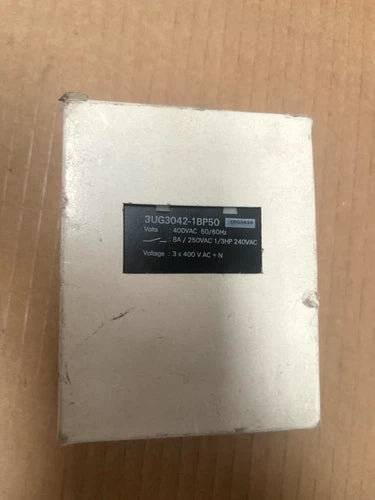 3UG3042-1BP50
Volts : 400VAC 50/60Hz
: 8A / 250VAC 1/3HP 240VAC
Voltage : 3 x 400 V AC + N